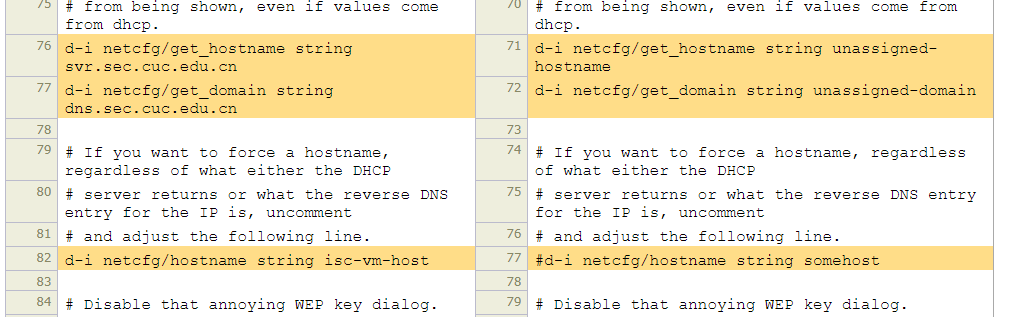 75 # from being shown, even if values come
from dhcp.
76 d-i netcfg/get_hostname string
svr.sec.cuc.edu.cn
77 d-i netcfg/get_domain string
dns.sec.cuc.edu.cn
78
79 # If you want to force a hostname,
regardless of what either the DHCP
80 # server returns or what the reverse DNS
entry for the IP is, uncomment
81 # and adjust the following line.
82 d-i netcfg/hostname string isc-vm-host
83
84 # Disable that annoying WEP key dialog.
70 # from being shown, even if values come from
dhcp.
71 d-i netcfg/get_hostname string unassigned-
hostname
72 d-i netcfg/get_domain string unassigned-domain
73
74 # If you want to force a hostname, regardless
of what either the DHCP
75 # server returns or what the reverse DNS entry
for the IP is, uncomment
76 # and adjust the following line.
77 #d-i netcfg/hostname string somehost
78
79 # Disable that annoying WEP key dialog.